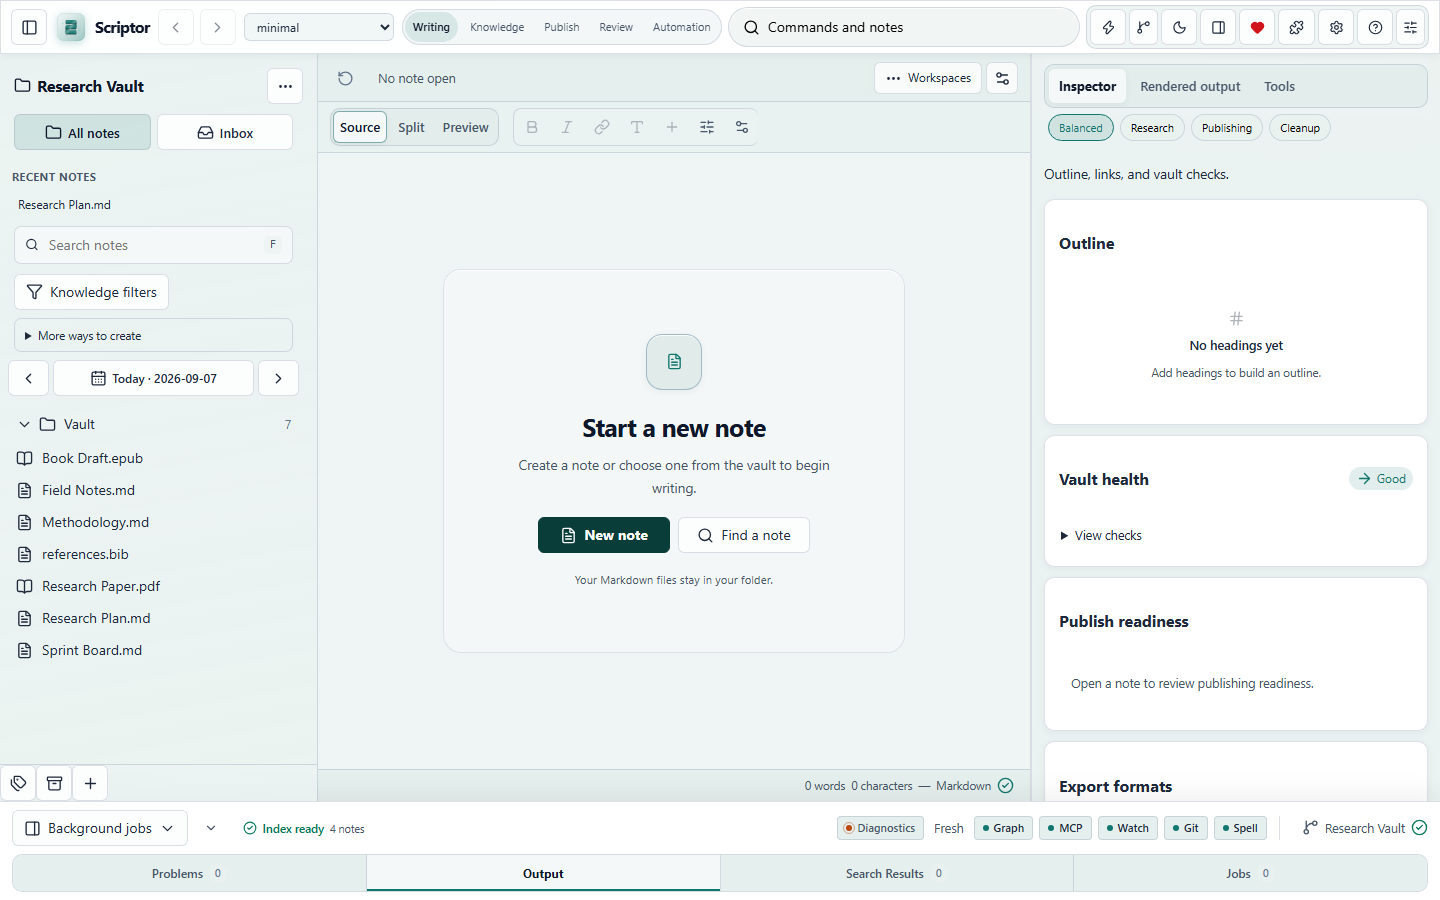 Scriptor
minimal
Writing
Knowledge
Publish
Review
Automation
Commands and notes
Research Vault
All notes
Inbox
RECENT NOTES
Research Plan.md
Search notes
F
Knowledge filters
More ways to create
Today · 2026-09-07
Vault
7
Book Draft.epub
Field Notes.md
Methodology.md
references.bib
Research Paper.pdf
Research Plan.md
Sprint Board.md
No note open
Workspaces
Source
Split
Preview
Start a new note
Create a note or choose one from the vault to begin
writing.
New note
Find a note
Your Markdown files stay in your folder.
0 words 0 characters — Markdown
Inspector
Rendered output
Tools
Balanced
Research
Publishing
Cleanup
Outline, links, and vault checks.
Outline
No headings yet
Add headings to build an outline.
Vault health
Good
View checks
Publish readiness
Open a note to review publishing readiness.
Export formats
Background jobs
Index ready 4 notes
Diagnostics
Fresh
Graph
MCP
Watch
Git
Spell
Research Vault
Problems 0
Output
Search Results 0
Jobs 0